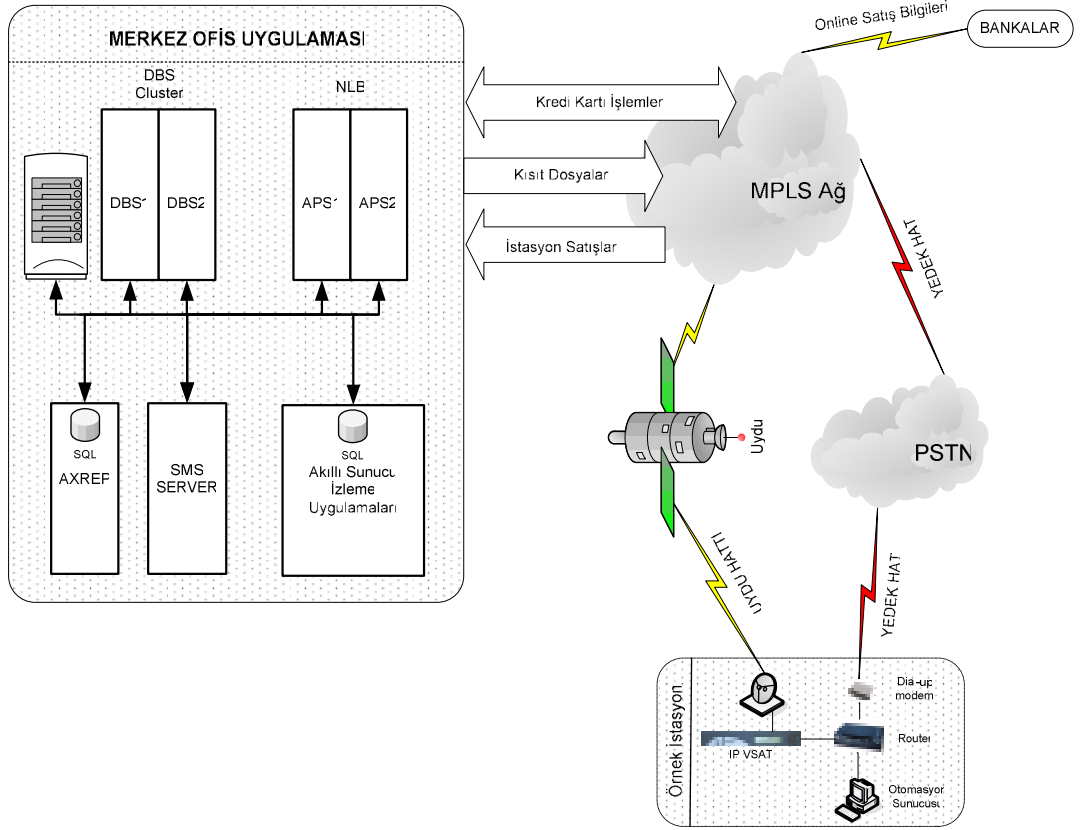 MERKEZ OFİS UYGULAMASI
DBS
Cluster
NLB
DBS1
DBS2
APS1
APS2
SQL
AXREF
SMS
SERVER
SQL
Akıllı Sunucu
İzleme
Uygulamaları
Kredi Kartı İşlemler
Kısıt Dosyalar
İstasyon Satışlar
Online Satış Bilgileri
BANKALAR
MPLS Ağ
YEDEK HAT
Uydu
PSTN
UYDU HATTI
YEDEK HAT
Örnek İstasyon
Dia-up
modem
Router
IP VSAT
Otomasyon
Sunucusu